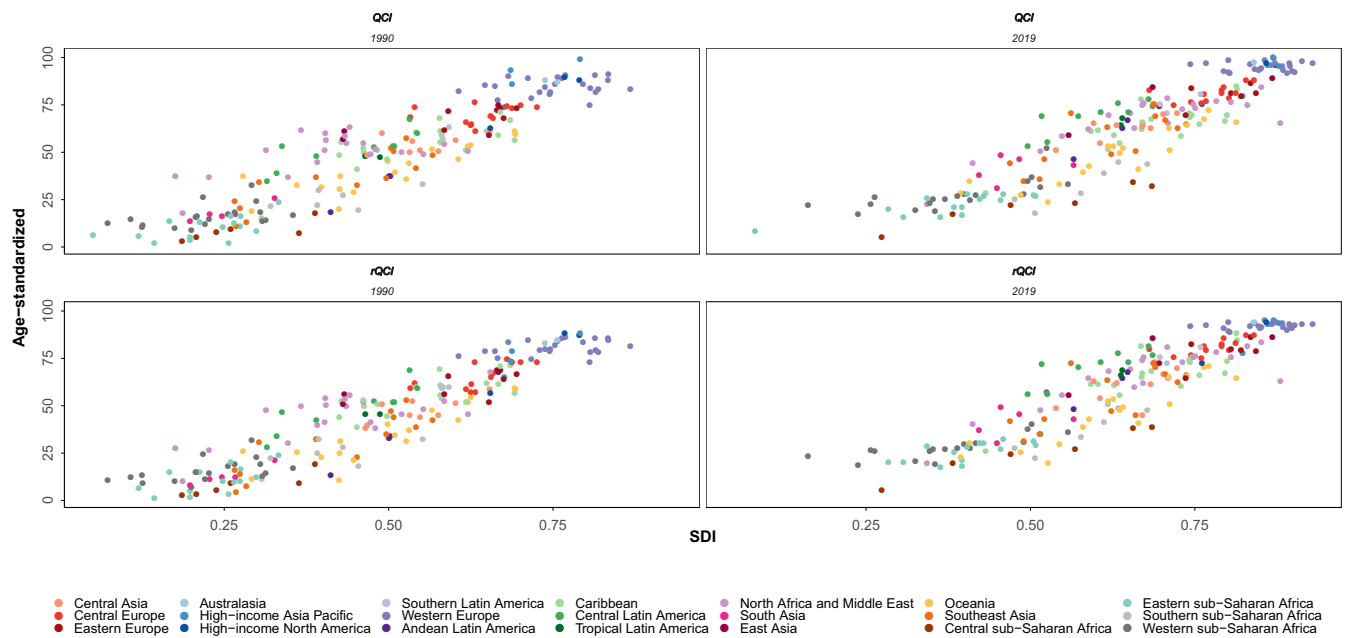 QCI
1990
QCI
2019
100
75
50
25
0
rQCI
1990
rQCI
2019
100
75
50
25
0
Age−standardized
0.25
0.50
0.75
0.25
0.50
0.75
SDI
Central Asia
Australasia
Southern Latin America
Caribbean
North Africa and Middle East
Oceania
Eastern sub−Saharan Africa
Central Europe
High−income Asia Pacific
Western Europe
Central Latin America
South Asia
Southeast Asia
Southern sub−Saharan Africa
Eastern Europe
High−income North America
Andean Latin America
Tropical Latin America
East Asia
Central sub−Saharan Africa
Western sub−Saharan Africa